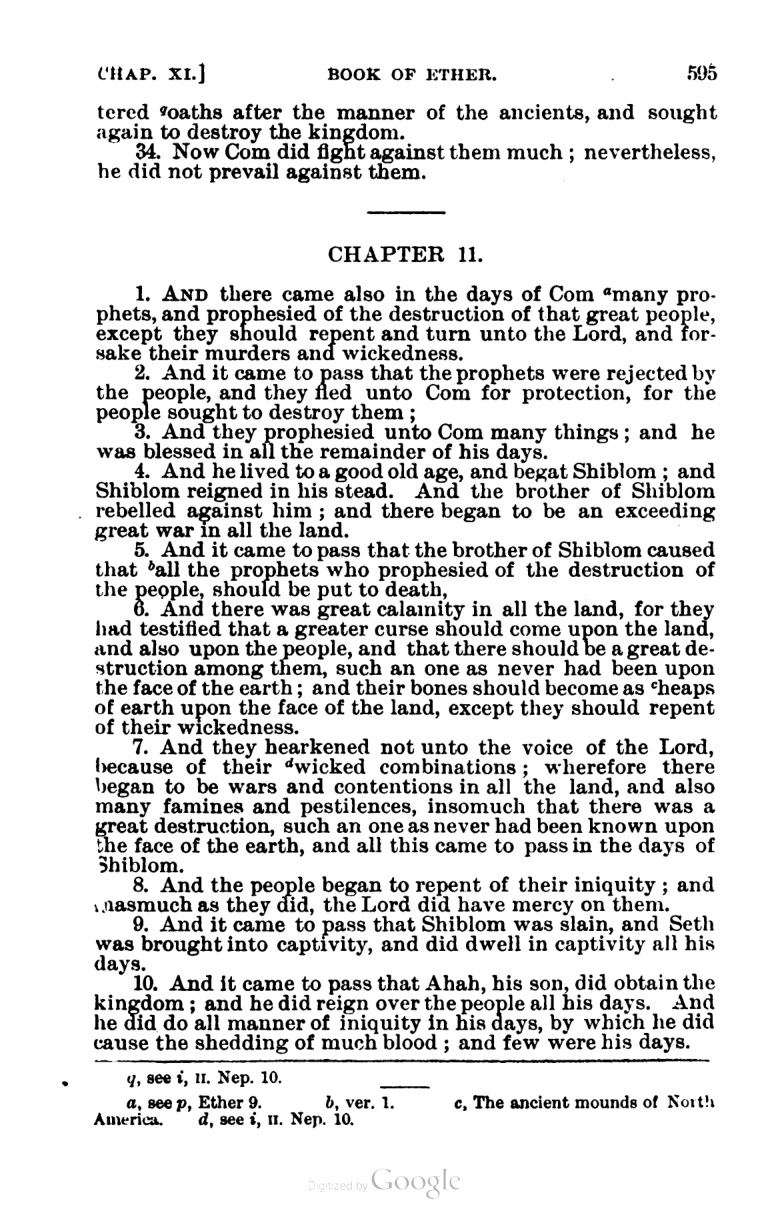 CHAP. XI.] BOOK OF ETHER. 595
tered qoaths after the manner of the ancients, and sought
again to destroy the kingdom.
34. Now Com did fight against them much ; nevertheless,
he did not prevail against them.
CHAPTER 11.
1. AND there came also in the days of Com amany pro-
phets, and prophesied of the destruction of that great people,
except they should repent and turn unto the Lord, and for-
sake their murders and wickedness.
2. And it came to pass that the prophets were rejected by
the people, and they fled unto Com for protection, for the
people sought to destroy them ;
3. And they prophesied unto Com many things ; and he
was blessed in all the remainder of his days.
4. And he lived to a good old age, and begat Shiblom ; and
Shiblom reigned in his stead. And the brother of Shiblom
rebelled against him ; and there began to be an exceeding
great war in all the land.
5. And it came to pass that the brother of Shiblom caused
that ball the prophets who prophesied of the destruction of
the people, should be put to death,
6. And there was great calamity in all the land, for they
had testified that a greater curse should come upon the land,
and also upon the people, and that there should be a great de-
struction among them, such an one as never had been upon
the face of the earth ; and their bones should become as cheaps
of earth upon the face of the land, except they should repent
of their wickedness.
7. And they hearkened not unto the voice of the Lord,
because of their dwicked combinations ; wherefore there
began to be wars and contentions in all the land, and also
many famines and pestilences, insomuch that there was a
great destruction, such an one as never had been known upon
the face of the earth, and all this came to pass in the days of
Shiblom.
8. And the people began to repent of their iniquity ; and
inasmuch as they did, the Lord did have mercy on them.
9. And it came to pass that Shiblom was slain, and Seth
was brought into captivity, and did dwell in captivity all his
days.
10. And it came to pass that Ahah, his son, did obtain the
kingdom ; and he did reign over the people all his days. And
he did do all manner of iniquity in his days, by which he did
cause the shedding of much blood ; and few were his days.
q, see i, II. Nep. 10.
a, see p, Ether 9. b, ver. 1. c, The ancient mounds of North
America. d, see i, II. Nep. 10.
Digitized by Google